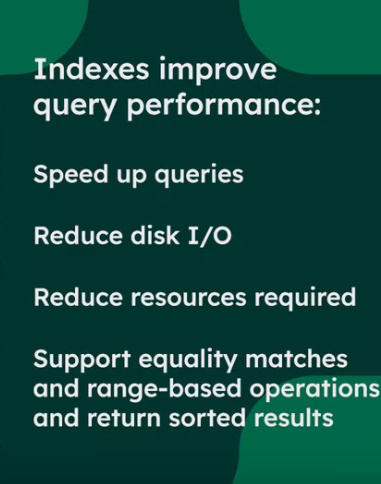 Indexes improve
query performance:
Speed up queries
Reduce disk I/O
Reduce resources required
Support equality matches
and range-based operations
and return sorted results